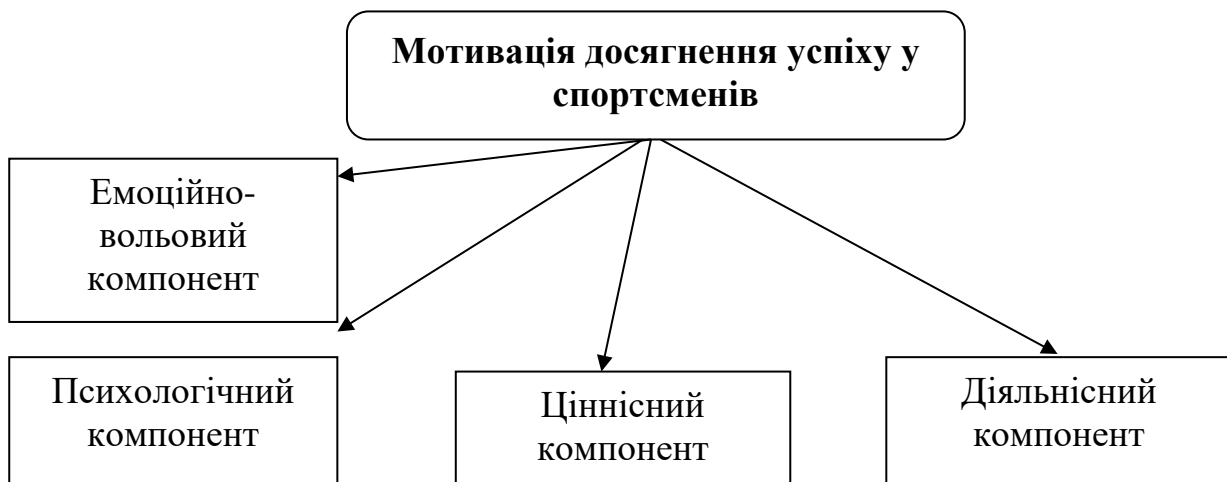 Мотивація досягнення успіху у
спортсменів
Емоційно-
вольовий
компонент
Психологічний
компонент
Ціннісний
компонент
Діяльнісний
компонент